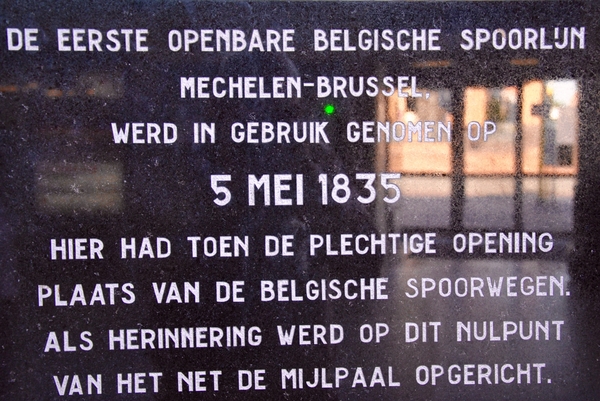 DE EERSTE OPENBARE BELGISCHE SPOORLIJN
MECHELEN-BRUSSEL,
WERD IN GEBRUIK GENOMEN OP
5 MEI 1835
HIER HAD TOEN DE PLECHTIGE OPENING
PLAATS VAN DE BELGISCHE SPOORWEGEN.
ALS HERINNERING WERD OP DIT NULPUNT
VAN HET NET DE MIJLPAAL OPGERICHT.